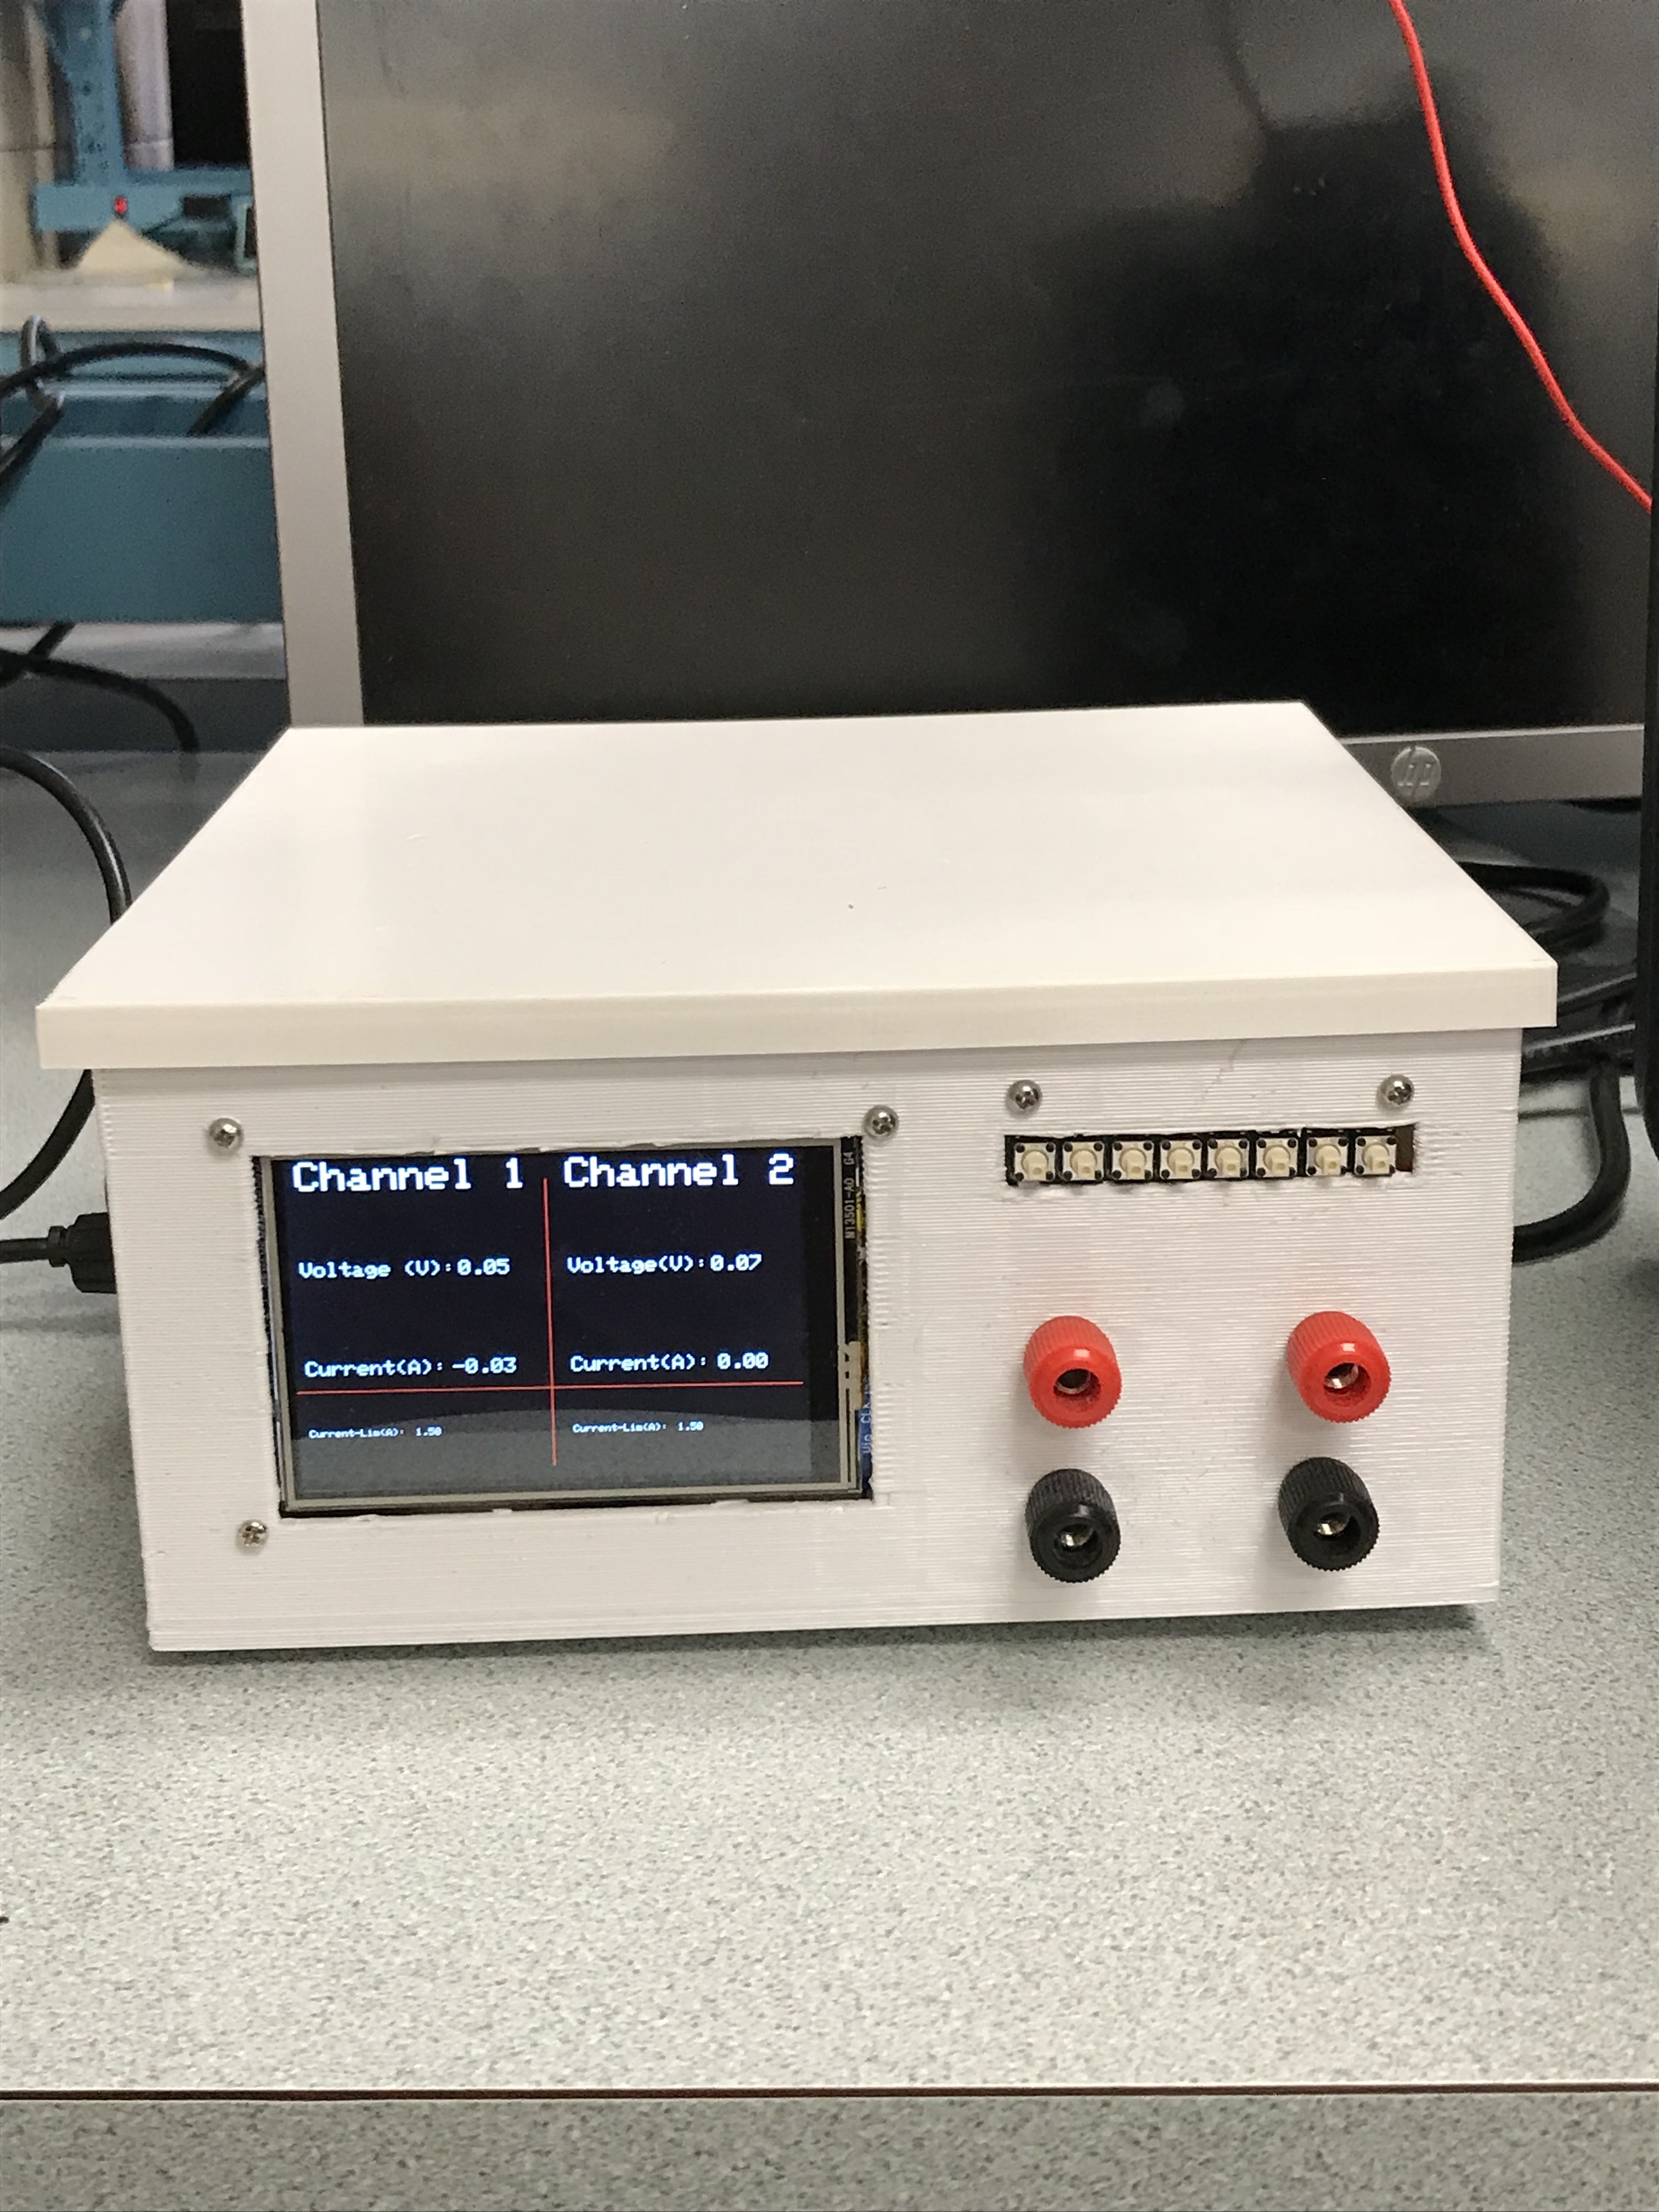 hp
Channel 1
Channel 2
Voltage (V):0.05
Voltage(V):0.07
Current(A): -0.03
Current(A): 0.00
Current-Lim(A): 1.50
Current-Lim(A): 1.50